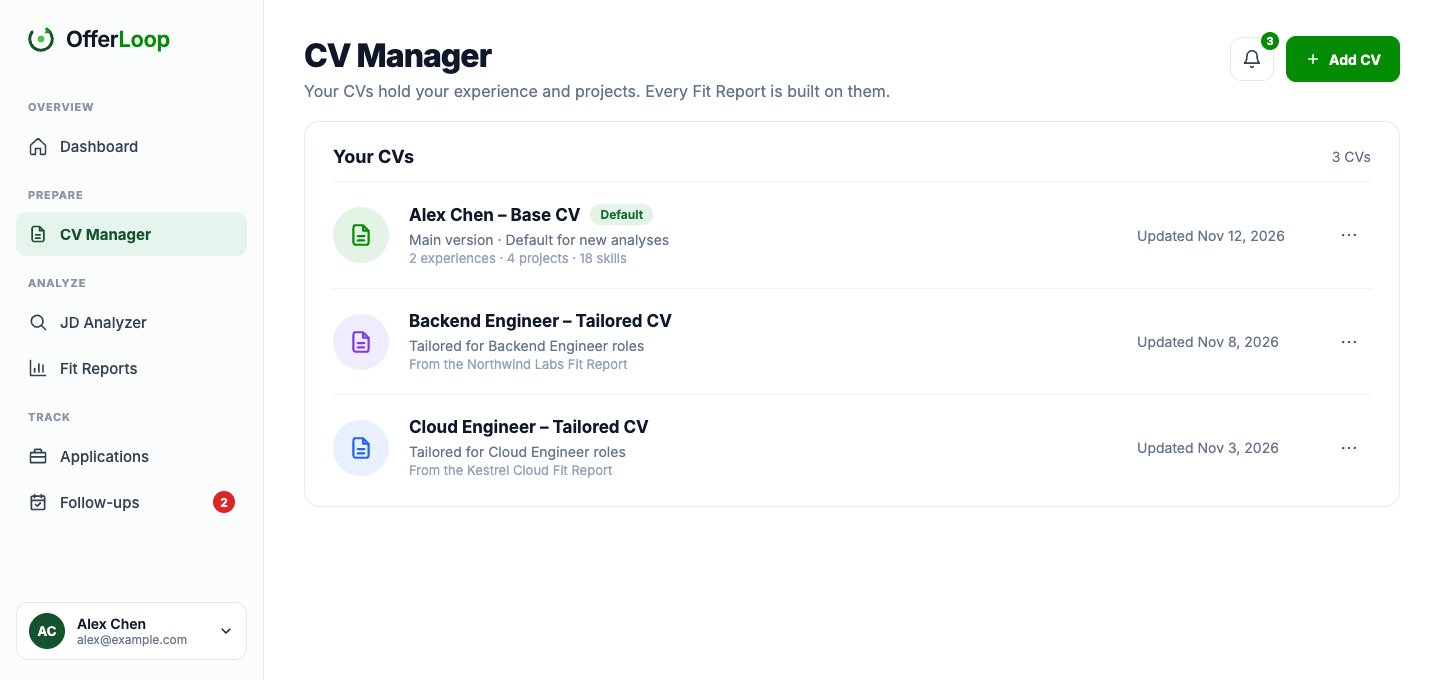 OfferLoop
OVERVIEW
Dashboard
PREPARE
CV Manager
ANALYZE
JD Analyzer
Fit Reports
TRACK
Applications
Follow-ups
2
AC
Alex Chen
alex@example.com
CV Manager
Your CVs hold your experience and projects. Every Fit Report is built on them.
3
+ Add CV
Your CVs
3 CVs
Alex Chen – Base CV
Default
Main version · Default for new analyses
2 experiences · 4 projects · 18 skills
Updated Nov 12, 2026
Backend Engineer – Tailored CV
Tailored for Backend Engineer roles
From the Northwind Labs Fit Report
Updated Nov 8, 2026
Cloud Engineer – Tailored CV
Tailored for Cloud Engineer roles
From the Kestrel Cloud Fit Report
Updated Nov 3, 2026